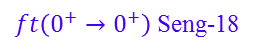 ft(0⁺ → 0⁺) Seng-18